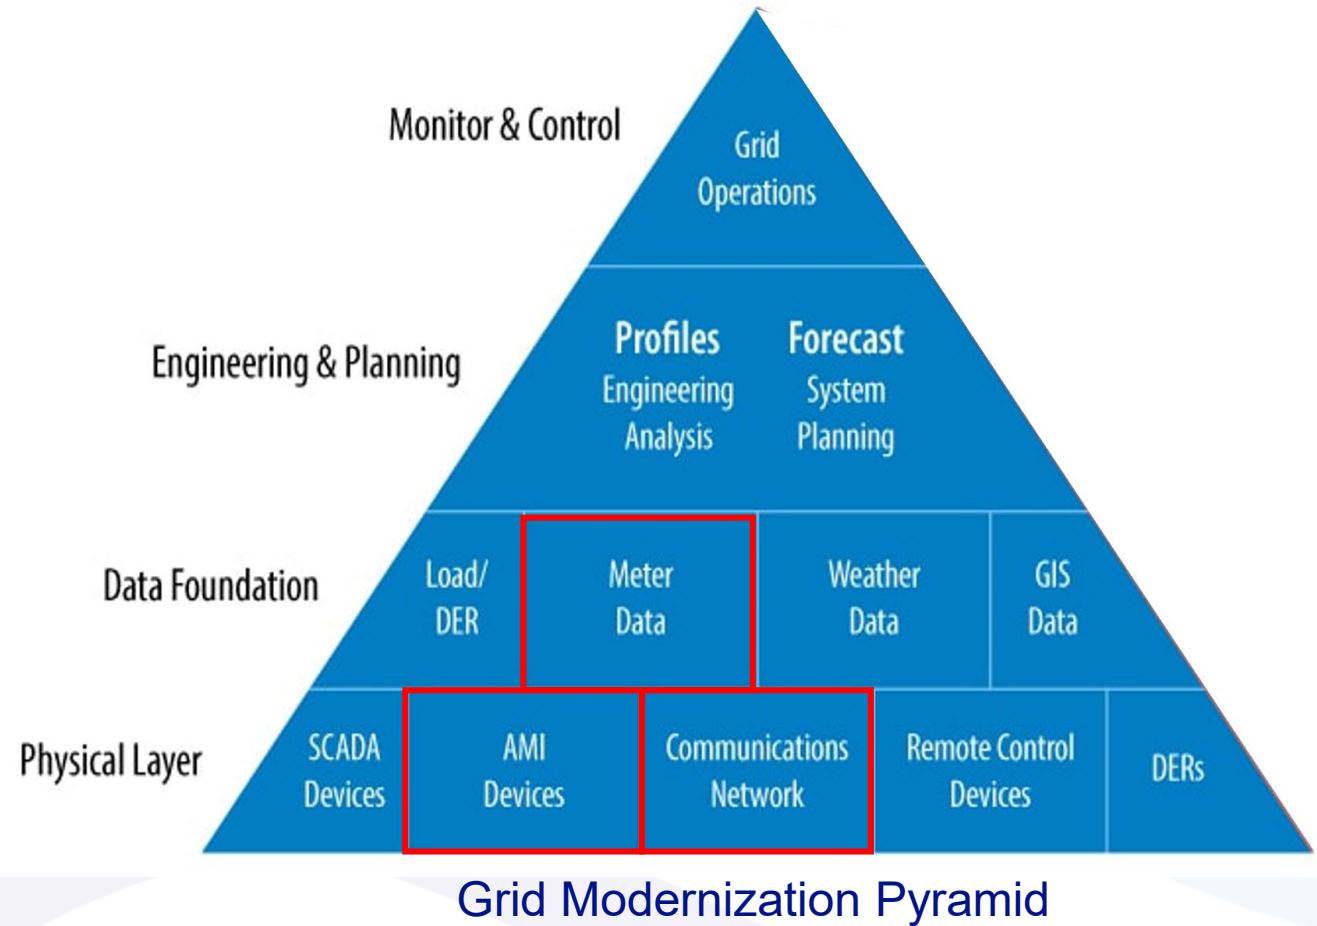 Monitor & Control
Grid
Operations
Engineering & Planning
Profiles
Engineering
Analysis
Forecast
System
Planning
Data Foundation
Load/
DER
Meter
Data
Weather
Data
GIS
Data
Physical Layer
SCADA
Devices
AMI
Devices
Communications
Network
Remote Control
Devices
DERs
Grid Modernization Pyramid